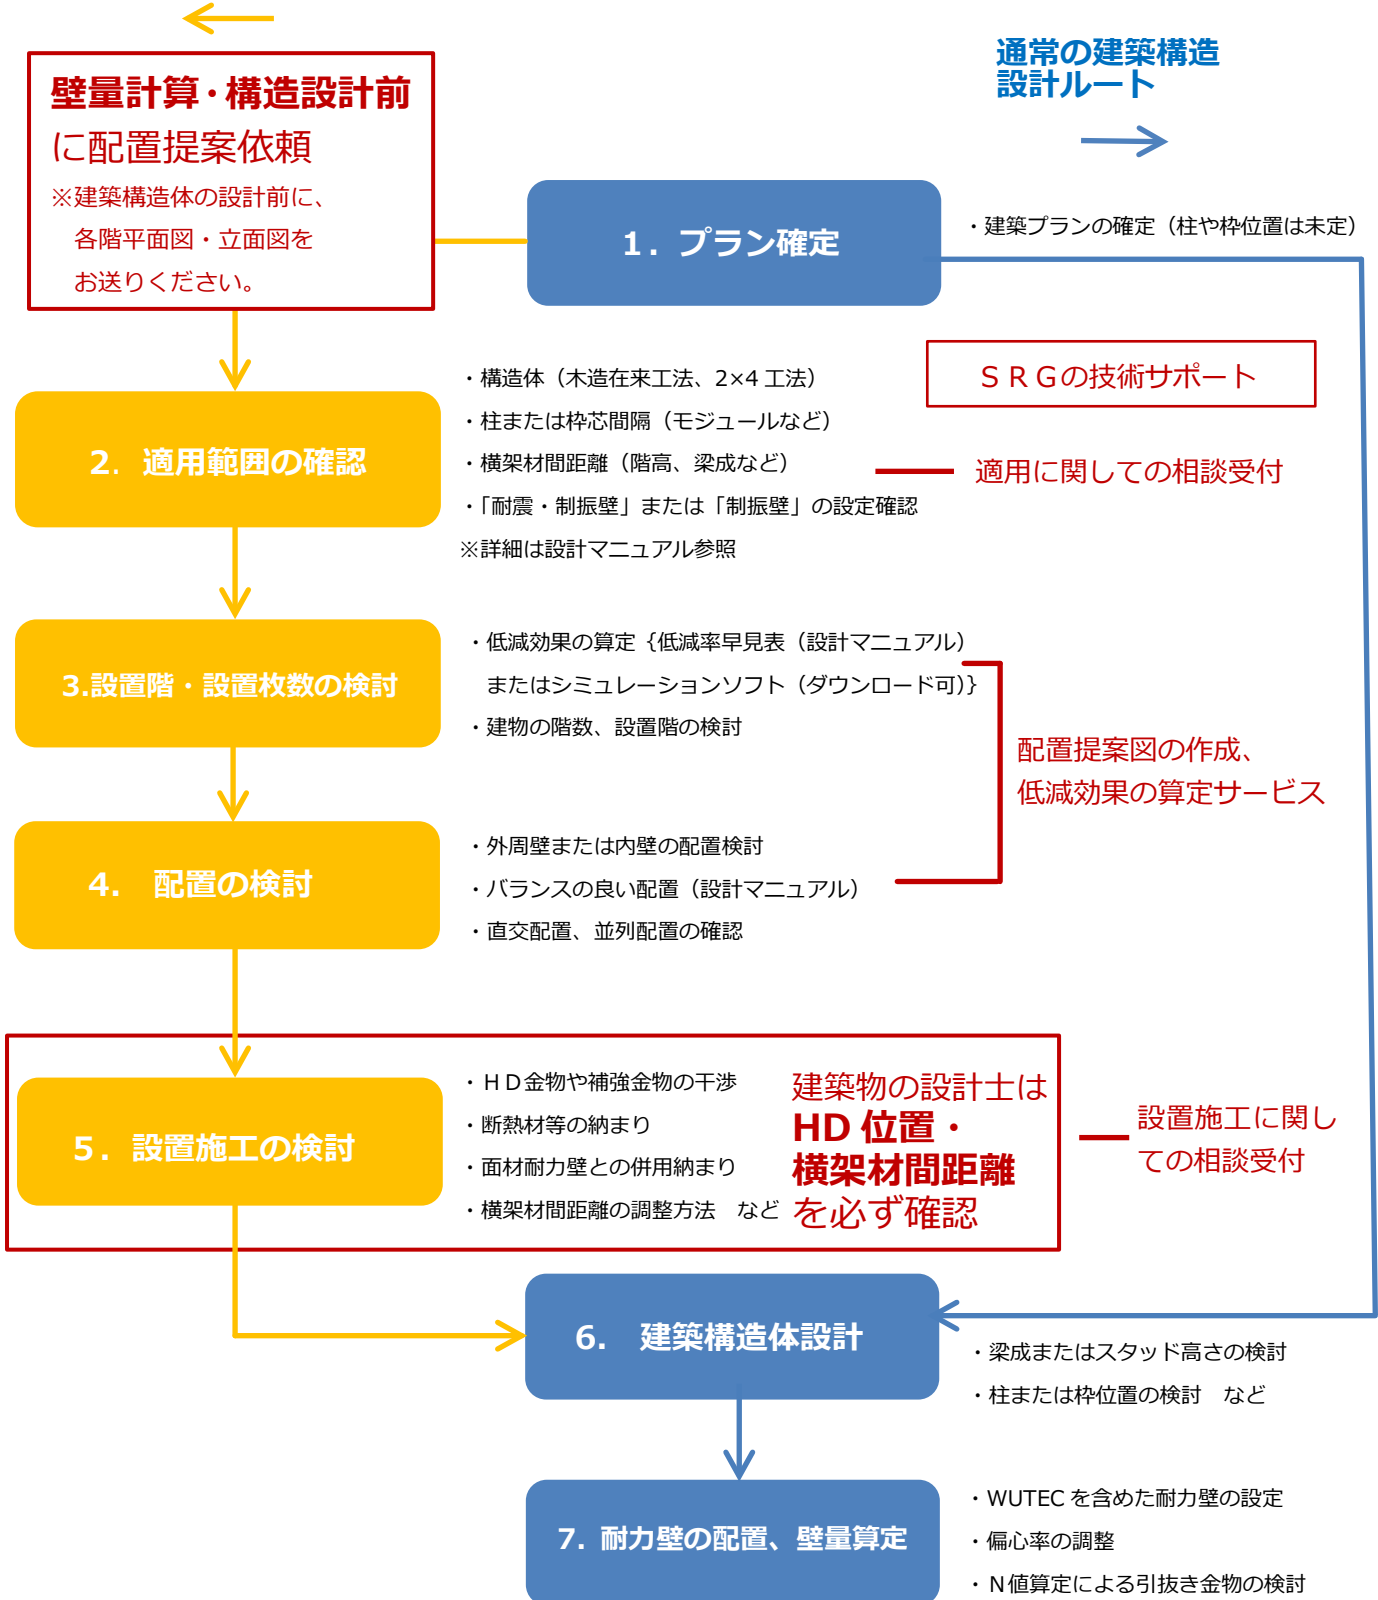 通常の建築構造
設計ルート
壁量計算・構造設計前
に配置提案依頼
※建築構造体の設計前に、
各階平面図・立面図を
お送りください。
1．プラン確定
・建築プランの確定（柱や枠位置は未定）
ＳＲＧの技術サポート
2．適用範囲の確認
・構造体（木造在来工法、2×4 工法）
・柱または枠芯間隔（モジュールなど）
・横架材間距離（階高、梁成など）
・「耐震・制振壁」または「制振壁」の設定確認
※詳細は設計マニュアル参照
適用に関しての相談受付
3.設置階・設置枚数の検討
・低減効果の算定｛低減率早見表（設計マニュアル）
またはシミュレーションソフト（ダウンロード可）｝
・建物の階数、設置階の検討
配置提案図の作成、
低減効果の算定サービス
4.　配置の検討
・外周壁または内壁の配置検討
・バランスの良い配置（設計マニュアル）
・直交配置、並列配置の確認
5．設置施工の検討
・ＨＤ金物や補強金物の干渉
・断熱材等の納まり
・面材耐力壁との併用納まり
・横架材間距離の調整方法　など
建築物の設計士は
HD 位置・
横架材間距離
を必ず確認
設置施工に関し
ての相談受付
6.　建築構造体設計
・梁成またはスタッド高さの検討
・柱または枠位置の検討　など
7. 耐力壁の配置、壁量算定
・WUTEC を含めた耐力壁の設定
・偏心率の調整
・Ｎ値算定による引抜き金物の検討